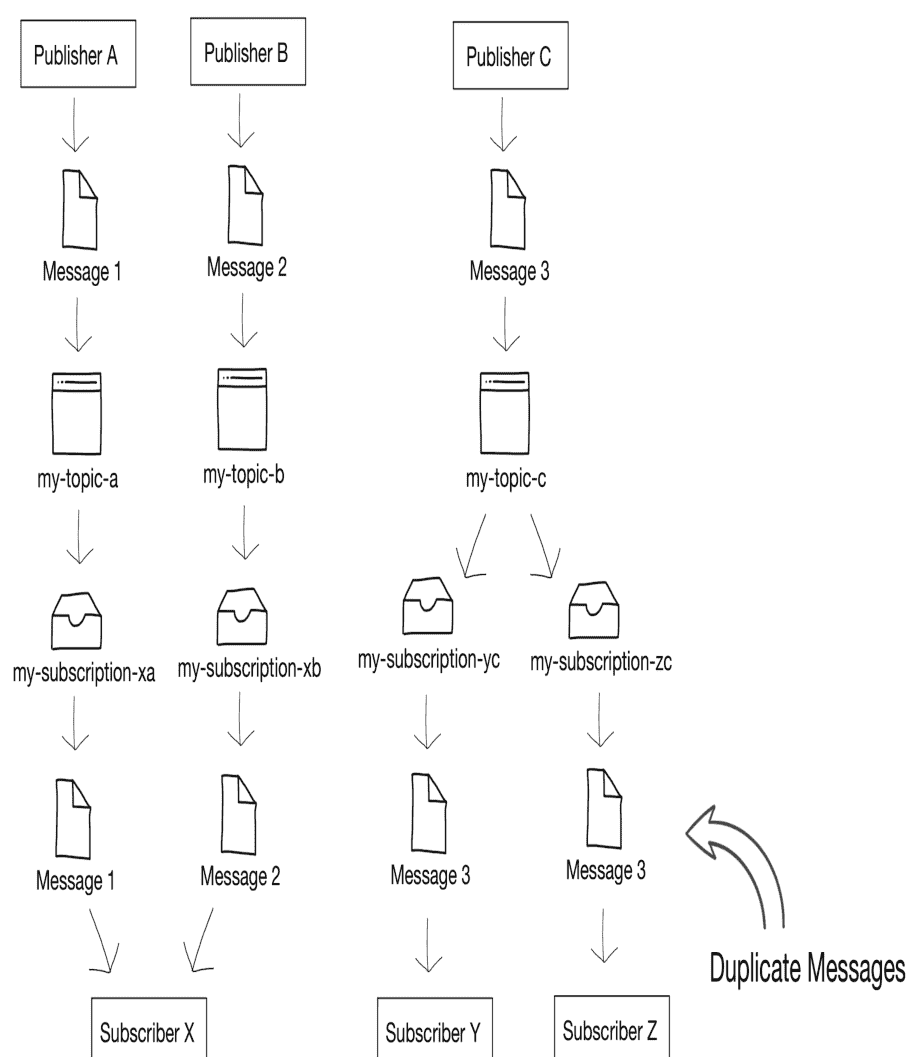 Publisher A
Publisher B
Publisher C
Message 1
Message 2
Message 3
my-topic-a
my-topic-b
my-topic-c
my-subscription-xa
my-subscription-xb
my-subscription-yc
my-subscription-zc
Message 1
Message 2
Message 3
Message 3
Duplicate Messages
Subscriber X
Subscriber Y
Subscriber Z